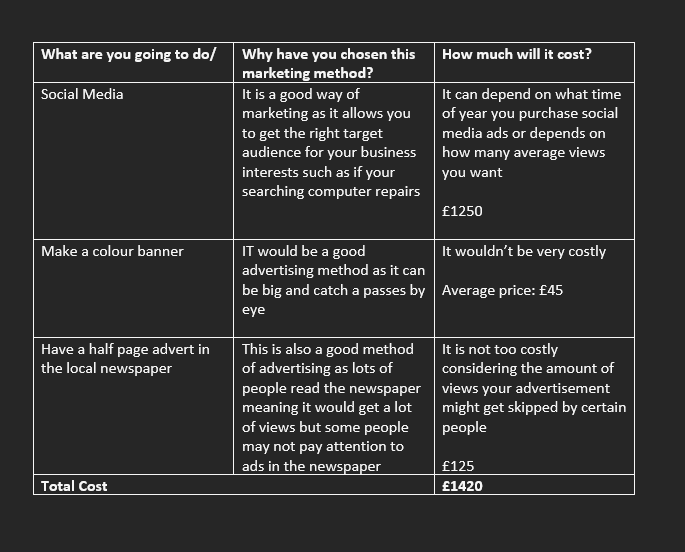 What are you going to do/
Why have you chosen this
marketing method?
How much will it cost?
Social Media
It is a good way of
marketing as it allows you
to get the right target
audience for your business
interests such as if your
searching computer repairs
It can depend on what time
of year you purchase social
media ads or depends on
how many average views
you want
£1250
Make a colour banner
IT would be a good
advertising method as it can
be big and catch a passes by
eye
It wouldn’t be very costly
Average price: £45
Have a half page advert in
the local newspaper
This is also a good method
of advertising as lots of
people read the newspaper
meaning it would get a lot
of views but some people
may not pay attention to
ads in the newspaper
It is not too costly
considering the amount of
views your advertisement
might get skipped by certain
people
£125
Total Cost
£1420